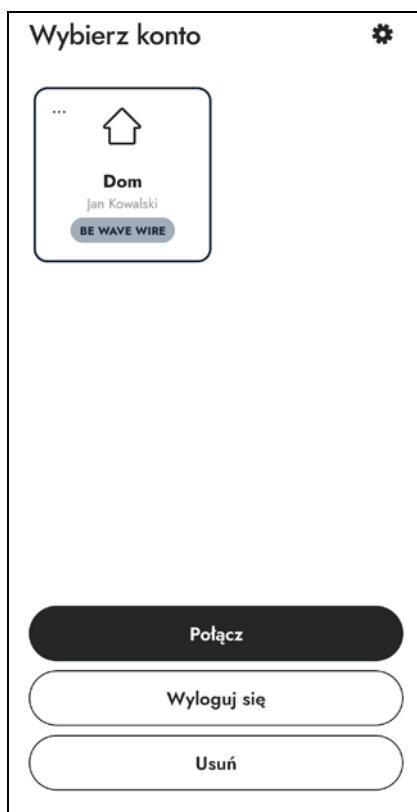 Wybierz konto
...
Dom
Jan Kowalski
BE WAVE WIRE
Połącz
Wyloguj się
Usuń